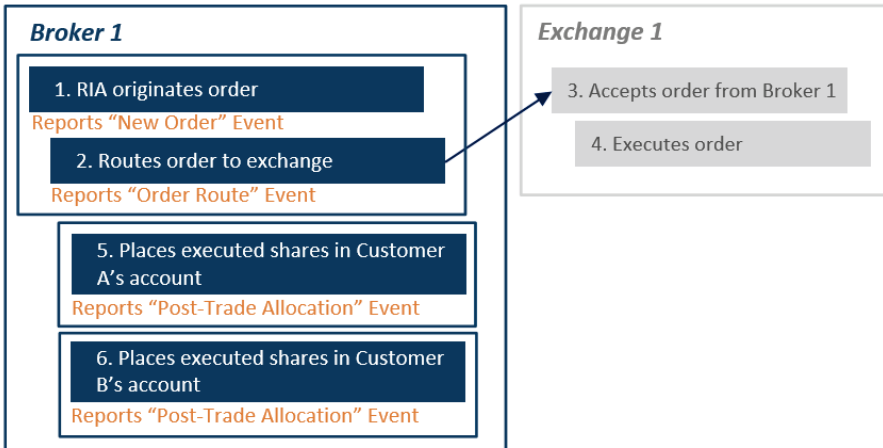 Broker 1
1. RIA originates order
Reports “New Order” Event
2. Routes order to exchange
Reports “Order Route” Event
5. Places executed shares in Customer
A’s account
Reports “Post-Trade Allocation” Event
6. Places executed shares in Customer
B’s account
Reports “Post-Trade Allocation” Event
Exchange 1
3. Accepts order from Broker 1
4. Executes order